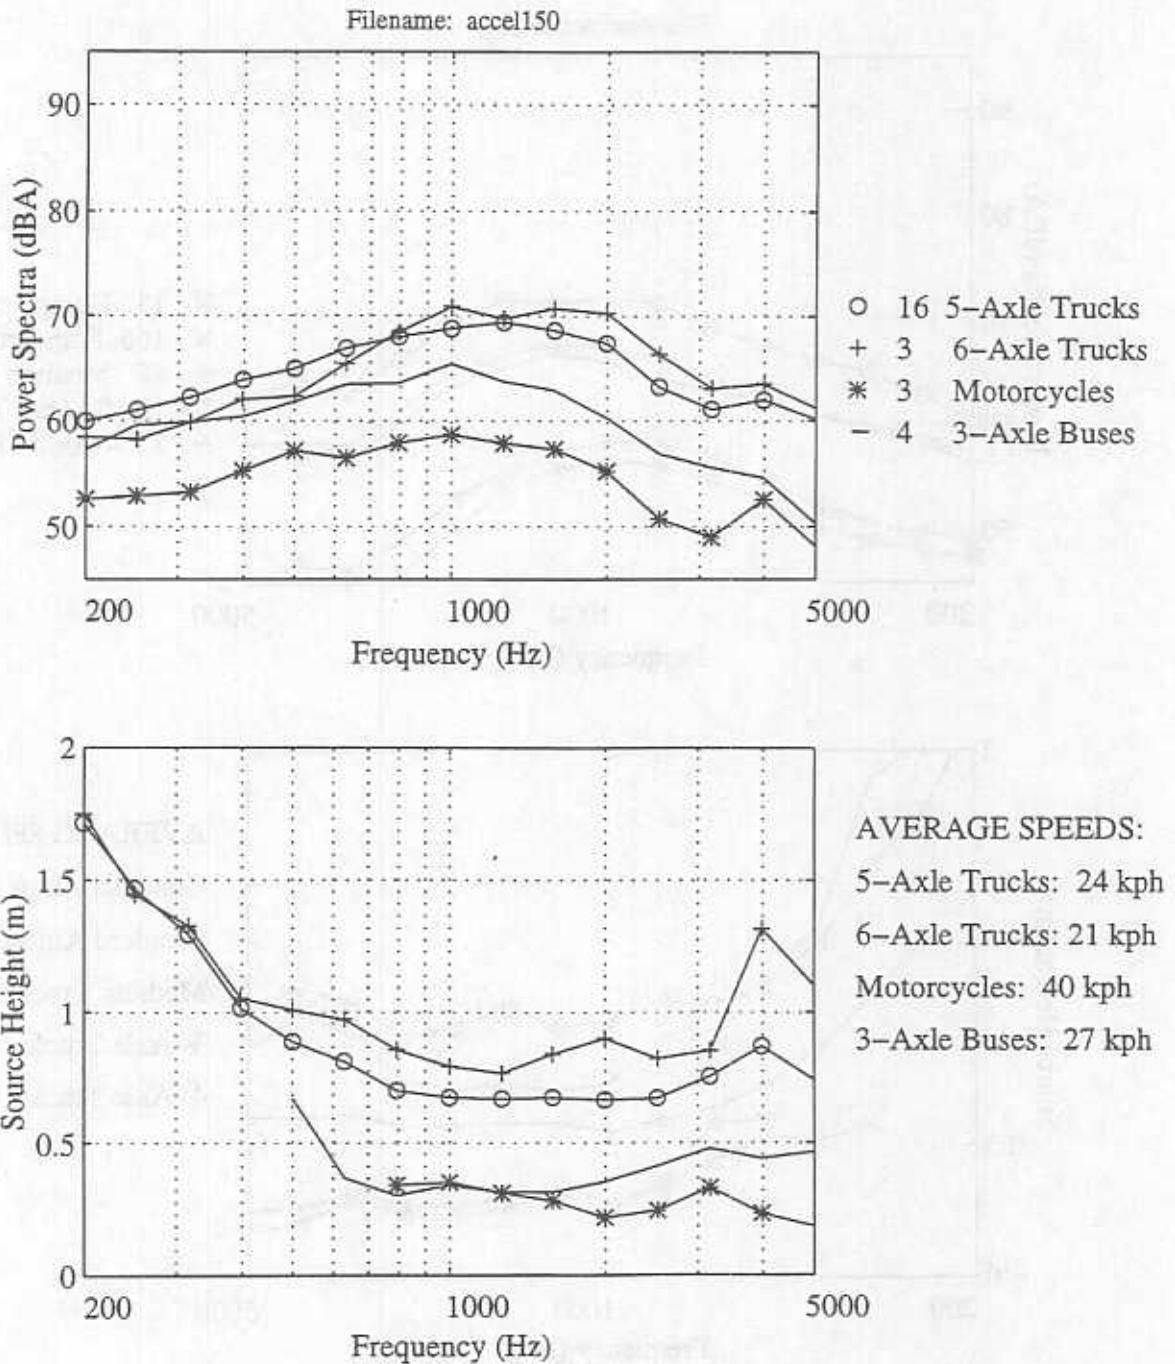 Filename: accel150
90
80
70
60
50
Power Spectra (dBA)
200 1000 5000
Frequency (Hz)
16 5-Axle Trucks
3 6-Axle Trucks
3 Motorcycles
4 3-Axle Buses
2
1.5
1
0.5
0
Source Height (m)
200 1000 5000
Frequency (Hz)
AVERAGE SPEEDS:
5-Axle Trucks: 24 kph
6-Axle Trucks: 21 kph
Motorcycles: 40 kph
3-Axle Buses: 27 kph